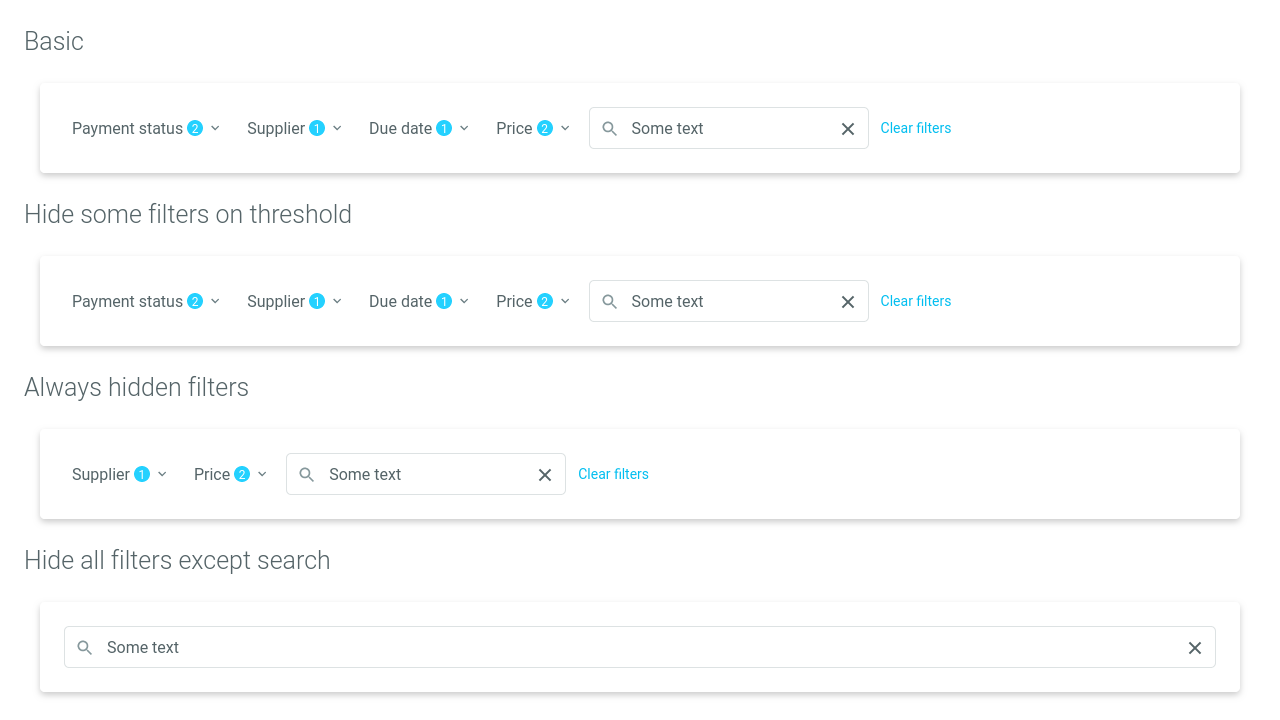 Basic
Payment status 2 Supplier 1 Due date 1 Price 2 Some text Clear filters
Hide some filters on threshold
Payment status 2 Supplier 1 Due date 1 Price 2 Some text Clear filters
Always hidden filters
Supplier 1 Price 2 Some text Clear filters
Hide all filters except search
Some text